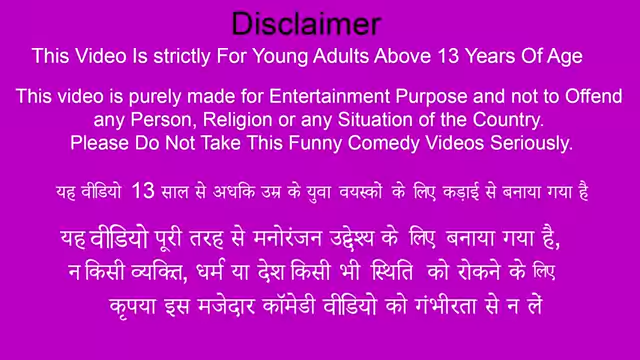 Disclaimer
This Video Is strictly For Young Adults Above 13 Years Of Age
This video is purely made for Entertainment Purpose and not to Offend
any Person, Religion or any Situation of the Country.
Please Do Not Take This Funny Comedy Videos Seriously.
यह वीडियो 13 साल से अधकि उम्र के युवा वयस्कों के लिए कड़ाई से बनाया गया है
यह वीडियो पूरी तरह से मनोरंजन उद्देश्य के लिए बनाया गया है,
न किसी व्यक्ति, धर्म या देश किसी भी स्थिति को रोकने के लिए
कृपया इस मजेदार कॉमेडी वीडियो को गंभीरता से न लें